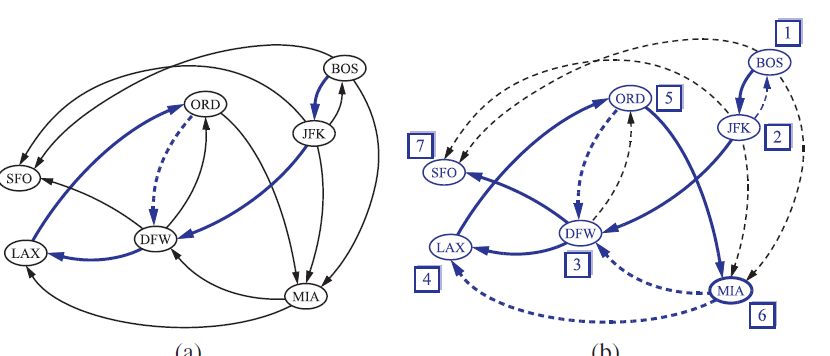 BOS
ORD
JFK
SFO
DFW
LAX
MIA
(a)
1
BOS
ORD
5
JFK
2
7
SFO
DFW
LAX
3
4
MIA
6
(b)